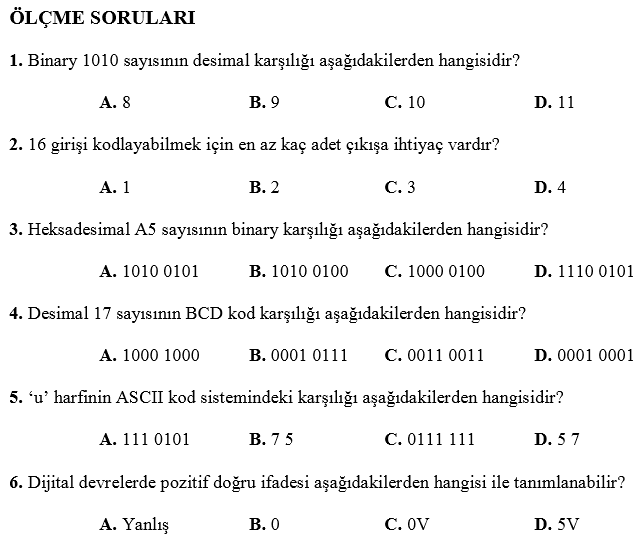 ÖLÇME SORULARI
1. Binary 1010 sayısının desimal karşılığı aşağıdakilerden hangisidir?
A. 8 B. 9 C. 10 D. 11
2. 16 girişi kodlayabilmek için en az kaç adet çıkışa ihtiyaç vardır?
A. 1 B. 2 C. 3 D. 4
3. Heksadesimal A5 sayısının binary karşılığı aşağıdakilerden hangisidir?
A. 1010 0101 B. 1010 0100 C. 1000 0100 D. 1110 0101
4. Desimal 17 sayısının BCD kod karşılığı aşağıdakilerden hangisidir?
A. 1000 1000 B. 0001 0111 C. 0011 0011 D. 0001 0001
5. ‘u’ harfinin ASCII kod sistemindeki karşılığı aşağıdakilerden hangisidir?
A. 111 0101 B. 7 5 C. 0111 111 D. 5 7
6. Dijital devrelerde pozitif doğru ifadesi aşağıdakilerden hangisi ile tanımlanabilir?
A. Yanlış B. 0 C. 0V D. 5V